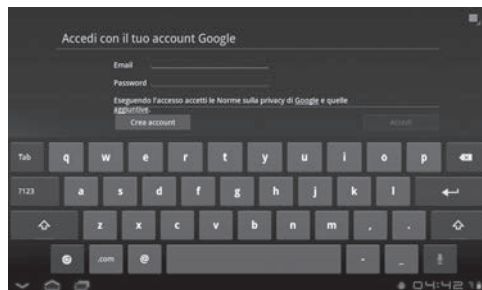 Accedi con il tuo account Google
Email
Password
Eseguendo l'accesso accetti le Norme sulla privacy di Google e quelle
aggiuntive.
Crea account
Accedi
Tab q w e r t y u i o p
?123 a s d f g h j k l
z x c v b n m , .
.com @ - _
04:42